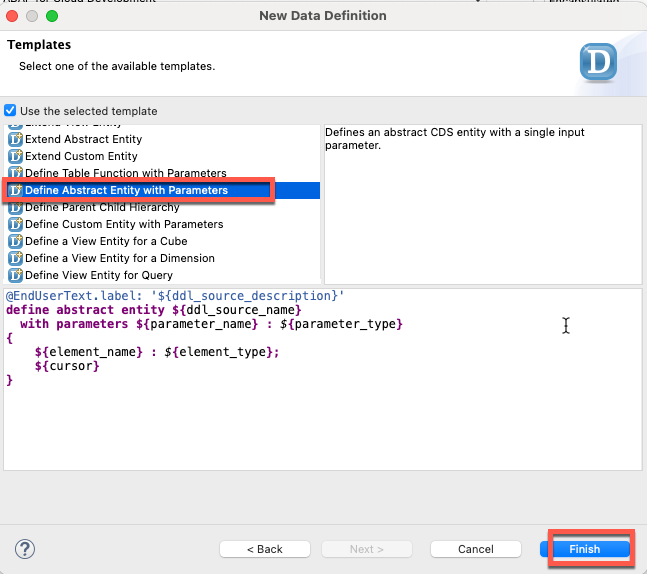 New Data Definition
Templates
Select one of the available templates.
D
Use the selected template
Extend Abstract Entity
Extend Custom Entity
Define Table Function with Parameters
Define Abstract Entity with Parameters
Define Parent Child Hierarchy
Define Custom Entity with Parameters
Define a View Entity for a Cube
Define a View Entity for a Dimension
Define View Entity for Query
Defines an abstract CDS entity with a single input
parameter.
@EndUserText.label: '${ddl_source_description}'
define abstract entity ${ddl_source_name}
with parameters ${parameter_name} : ${parameter_type}
{
${element_name} : ${element_type};
${cursor}
}
?
< Back
Next >
Cancel
Finish